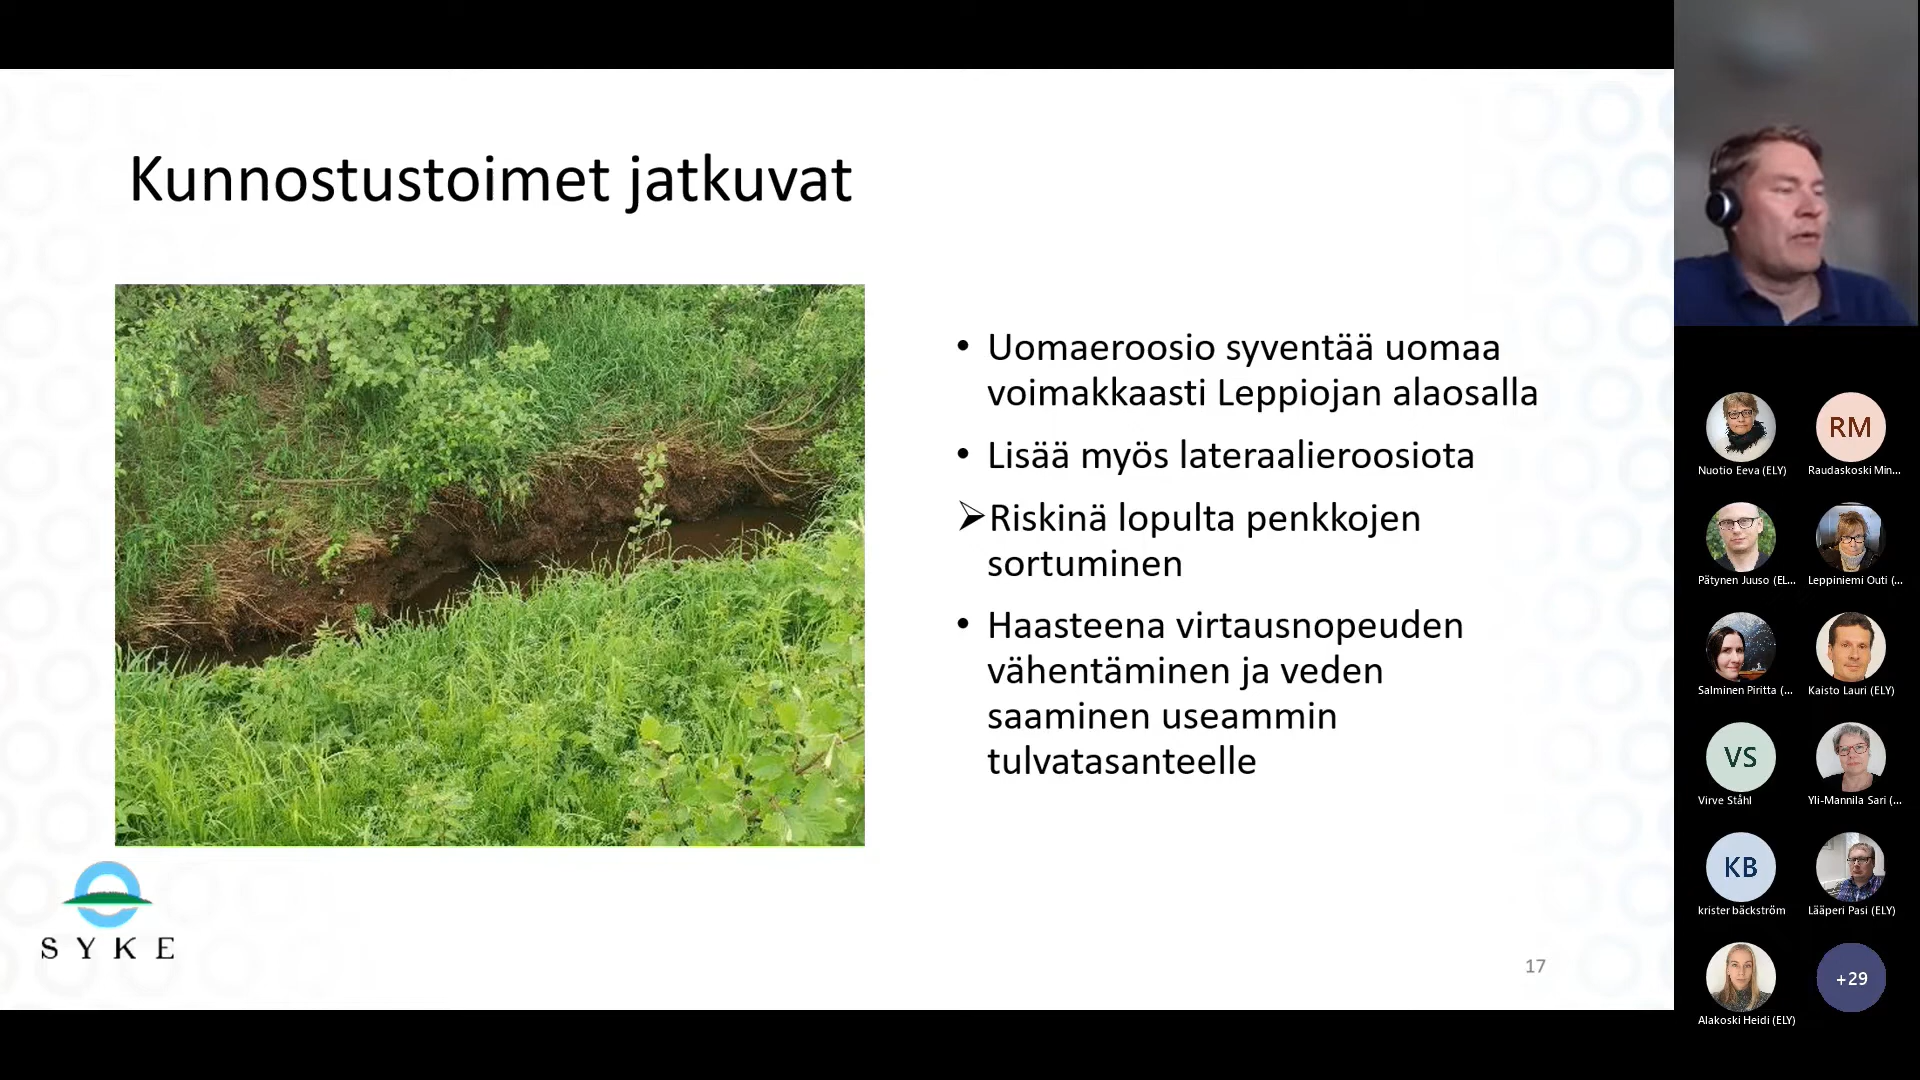 Kunnostustoimet jatkuvat
• Uomaeroosio syventää uomaa
voimakkaasti Leppiojan alaosalla
• Lisää myös lateraalieroosiota
➢Riskinä lopulta penkkojen
sortuminen
• Haasteena virtausnopeuden
vähentäminen ja veden
saaminen useammin
tulvatasanteelle
SYKE
17
Nuotio Eeva (ELY)
RM
Raudaskoski Min...
Pätynen Juuso (EL...
Leppiniemi Outi (...
Salminen Piritta (...
Kaisto Lauri (ELY)
VS
Virve Ståhl
Yli-Mannila Sari (...
KB
krister bäckström
Lääperi Pasi (ELY)
Alakoski Heidi (ELY)
+29